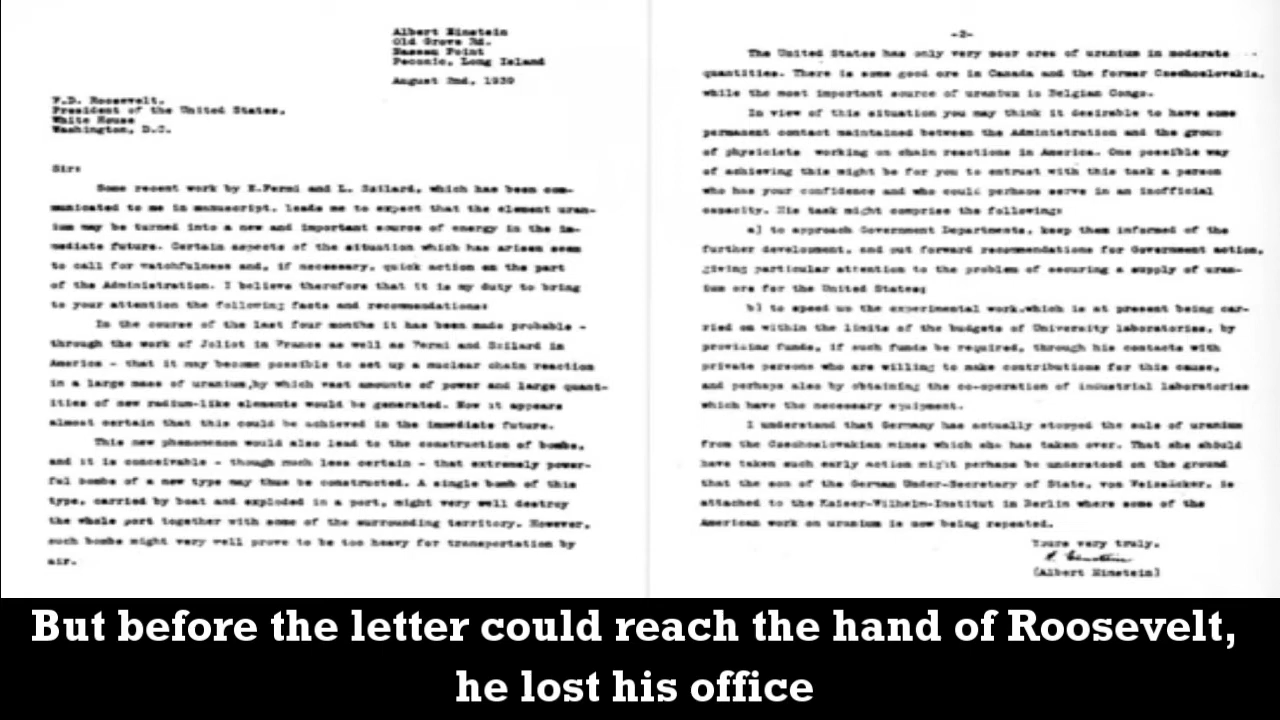 Albert Einstein
Old Grove Rd.
Nassau Point
Peconic, Long Island
August 2nd, 1939
F.D. Roosevelt,
President of the United States,
White House
Washington, D.C.
Sir:
Some recent work by E.Fermi and L. Szilard, which has been com-
municated to me in manuscript, leads me to expect that the element uran-
ium may be turned into a new and important source of energy in the im-
mediate future. Certain aspects of the situation which has arisen seem
to call for watchfulness and, if necessary, quick action on the part
of the Administration. I believe therefore that it is my duty to bring
to your attention the following facts and recommendations:
In the course of the last four months it has been made probable -
through the work of Joliot in France as well as Fermi and Szilard in
America - that it may become possible to set up a nuclear chain reaction
in a large mass of uranium,by which vast amounts of power and large quant-
ities of new radium-like elements would be generated. Now it appears
almost certain that this could be achieved in the immediate future.
This new phenomenon would also lead to the construction of bombs,
and it is conceivable - though much less certain - that extremely power-
ful bombs of a new type may thus be constructed. A single bomb of this
type, carried by boat and exploded in a port, might very well destroy
the whole port together with some of the surrounding territory. However,
such bombs might very well prove to be too heavy for transportation by
air.
-2-
The United States has only very poor ores of uranium in moderate
quantities. There is some good ore in Canada and the former Czechoslovakia,
while the most important source of uranium is Belgian Congo.
In view of this situation you may think it desirable to have some
permanent contact maintained between the Administration and the group
of physicists working on chain reactions in America. One possible way
of achieving this might be for you to entrust with this task a person
who has your confidence and who could perhaps serve in an inofficial
capacity. His task might comprise the following:
a) to approach Government Departments, keep them informed of the
further development, and put forward recommendations for Government action,
giving particular attention to the problem of securing a supply of uran-
ium ore for the United States;
b) to speed up the experimental work,which is at present being car-
ried on within the limits of the budgets of University laboratories, by
providing funds, if such funds be required, through his contacts with
private persons who are willing to make contributions for this cause,
and perhaps also by obtaining the co-operation of industrial laboratories
which have the necessary equipment.
I understand that Germany has actually stopped the sale of uranium
from the Czechoslovakian mines which she has taken over. That she should
have taken such early action might perhaps be understood on the ground
that the son of the German Under-Secretary of State, von Weizsäcker, is
attached to the Kaiser-Wilhelm-Institut in Berlin where some of the
American work on uranium is now being repeated.
Yours very truly,
A. Einstein
(Albert Einstein)
But before the letter could reach the hand of Roosevelt,
he lost his office